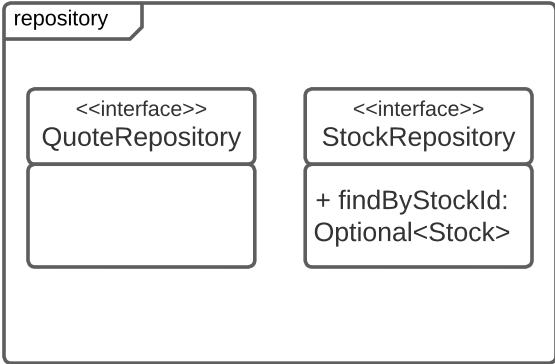 repository
<<interface>>
QuoteRepository
<<interface>>
StockRepository
+ findByStockId:
Optional<Stock>